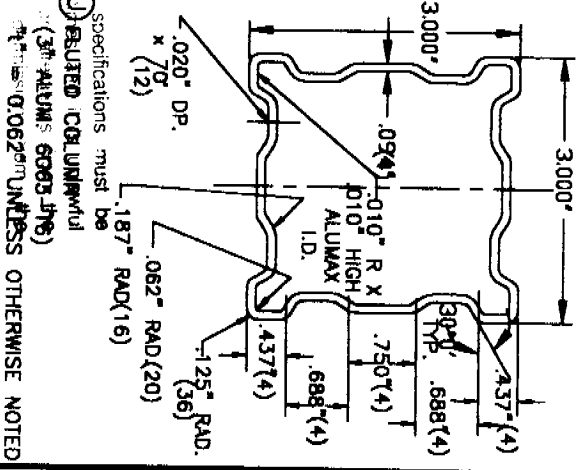 3.000"
3.000"
.020" DP.
x 70°
(12)
.010" R X
.010" HIGH
ALUMAX
I.D.
30°0'
TYP.
.437"(4)
.688"(4)
.750"(4)
.688"(4)
.437"(4)
.125" RAD.
(36)
.062" RAD.(20)
.187" RAD(16)
specifications must be
J FLUTED COLUMN
(3" ALUM. 6063-T6)
0.062" UNLESS OTHERWISE NOTED